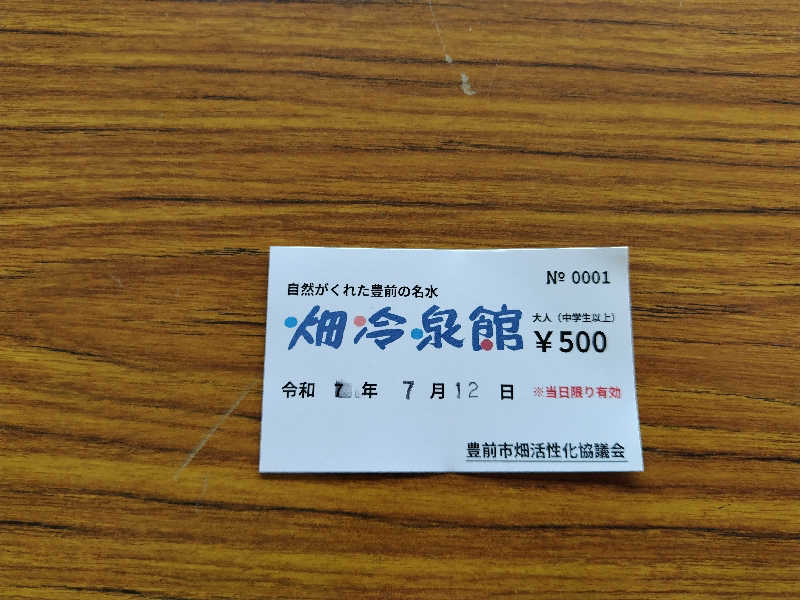 № 0001
自然がくれた豊前の名水
畑冷泉館
大人（中学生以上）
￥500
令和 7 年 7 月 12 日 ※当日限り有効
豊前市畑活性化協議会